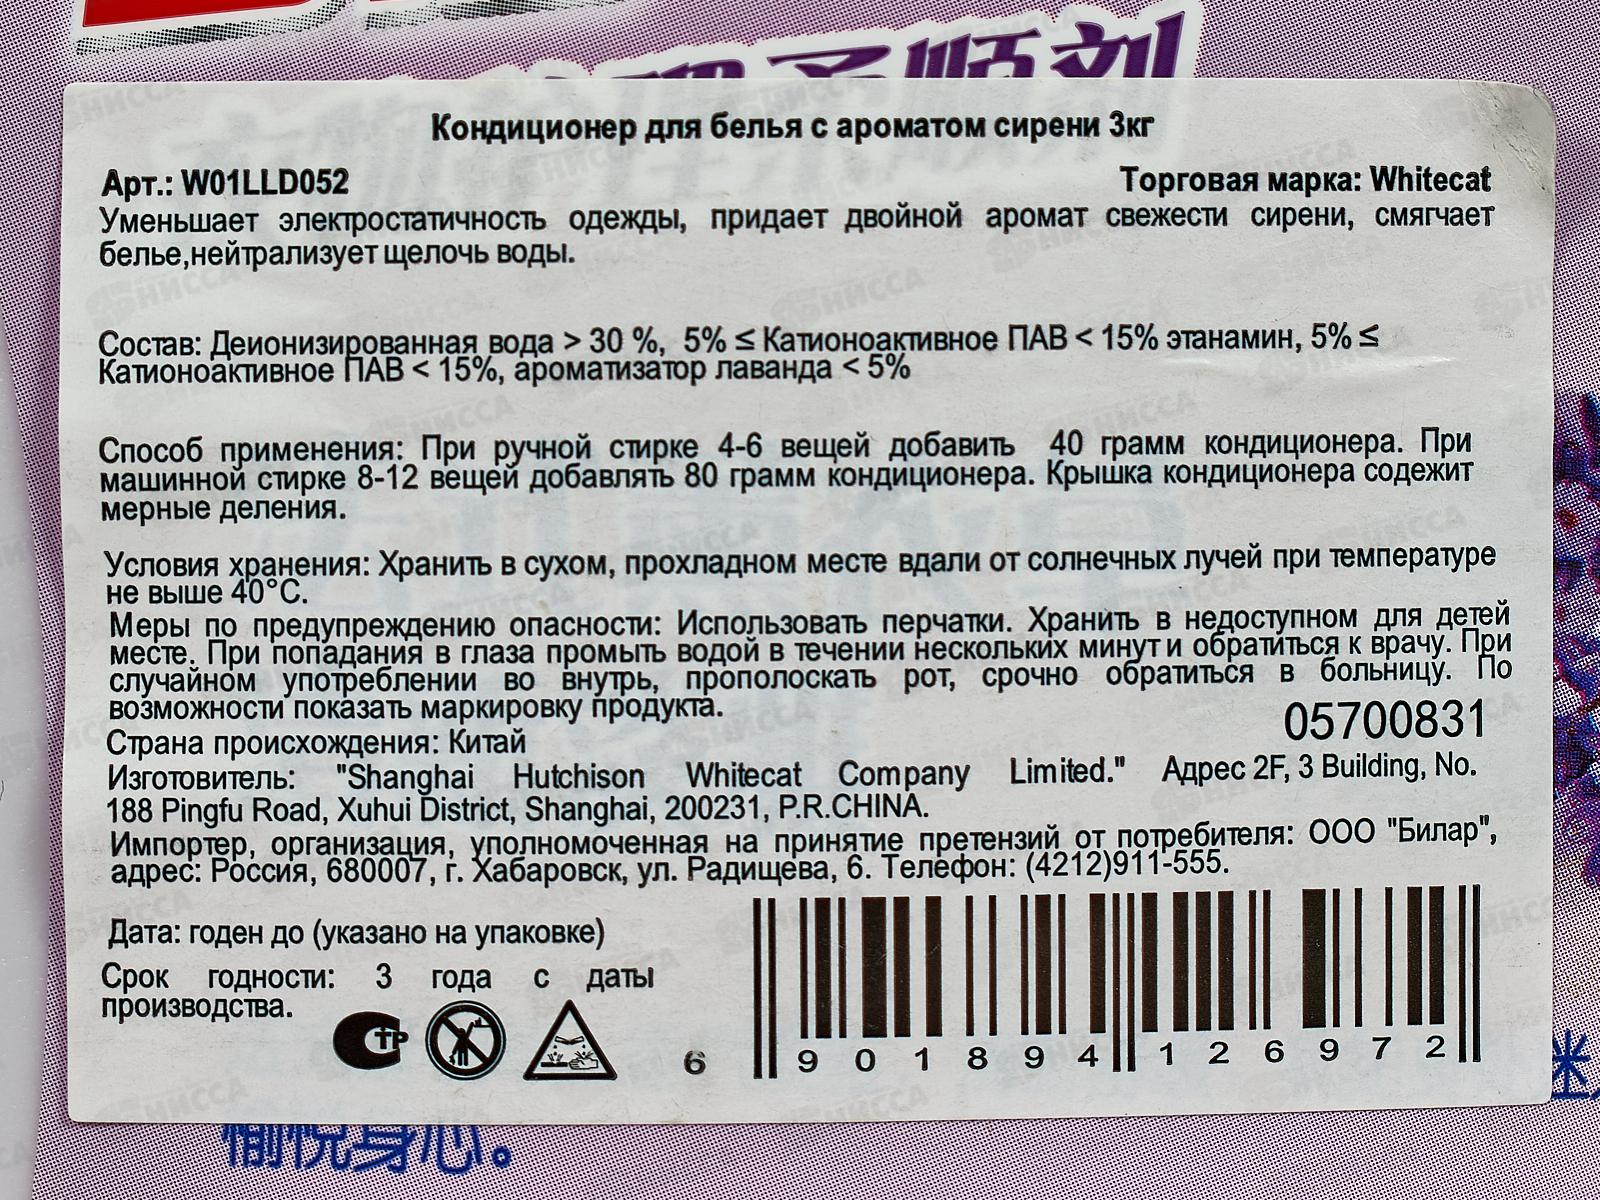 柔顺剂
Кондиционер для белья с ароматом сирени 3кг
Арт.: W01LLD052 Торговая марка: Whitecat
Уменьшает электростатичность одежды, придает двойной аромат свежести сирени, смягчает
белье,нейтрализует щелочь воды.
Состав: Деионизированная вода > 30 %, 5% ≤ Катионоактивное ПАВ < 15% этанамин, 5% ≤
Катионоактивное ПАВ < 15%, ароматизатор лаванда < 5%
Способ применения: При ручной стирке 4-6 вещей добавить 40 грамм кондиционера. При
машинной стирке 8-12 вещей добавлять 80 грамм кондиционера. Крышка кондиционера содежит
мерные деления.
Условия хранения: Хранить в сухом, прохладном месте вдали от солнечных лучей при температуре
не выше 40°С.
Меры по предупреждению опасности: Использовать перчатки. Хранить в недоступном для детей
месте. При попадания в глаза промыть водой в течении нескольких минут и обратиться к врачу. При
случайном употреблении во внутрь, прополоскать рот, срочно обратиться в больницу. По
возможности показать маркировку продукта.
05700831
Страна происхождения: Китай
Изготовитель: "Shanghai Hutchison Whitecat Company Limited." Адрес 2F, 3 Building, No.
188 Pingfu Road, Xuhui District, Shanghai, 200231, P.R.CHINA.
Импортер, организация, уполномоченная на принятие претензий от потребителя: ООО "Билар",
адрес: Россия, 680007, г. Хабаровск, ул. Радищева, 6. Телефон: (4212)911-555.
Дата: годен до (указано на упаковке)
Срок годности: 3 года с даты
производства.
СТР
6 901894 126972
愉悦身心。